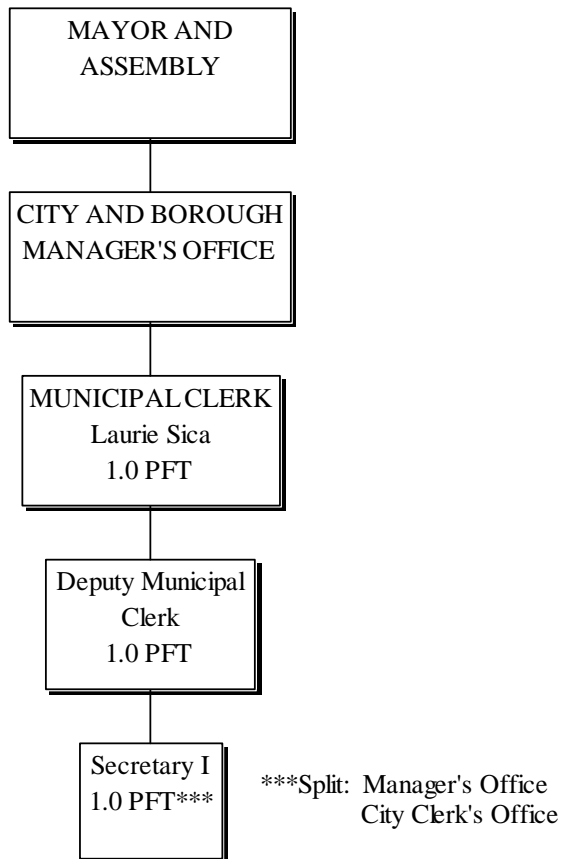 MAYOR AND
ASSEMBLY
CITY AND BOROUGH
MANAGER'S OFFICE
MUNICIPAL CLERK
Laurie Sica
1.0 PFT
Deputy Municipal
Clerk
1.0 PFT
Secretary I
1.0 PFT***
***Split: Manager's Office
City Clerk's Office